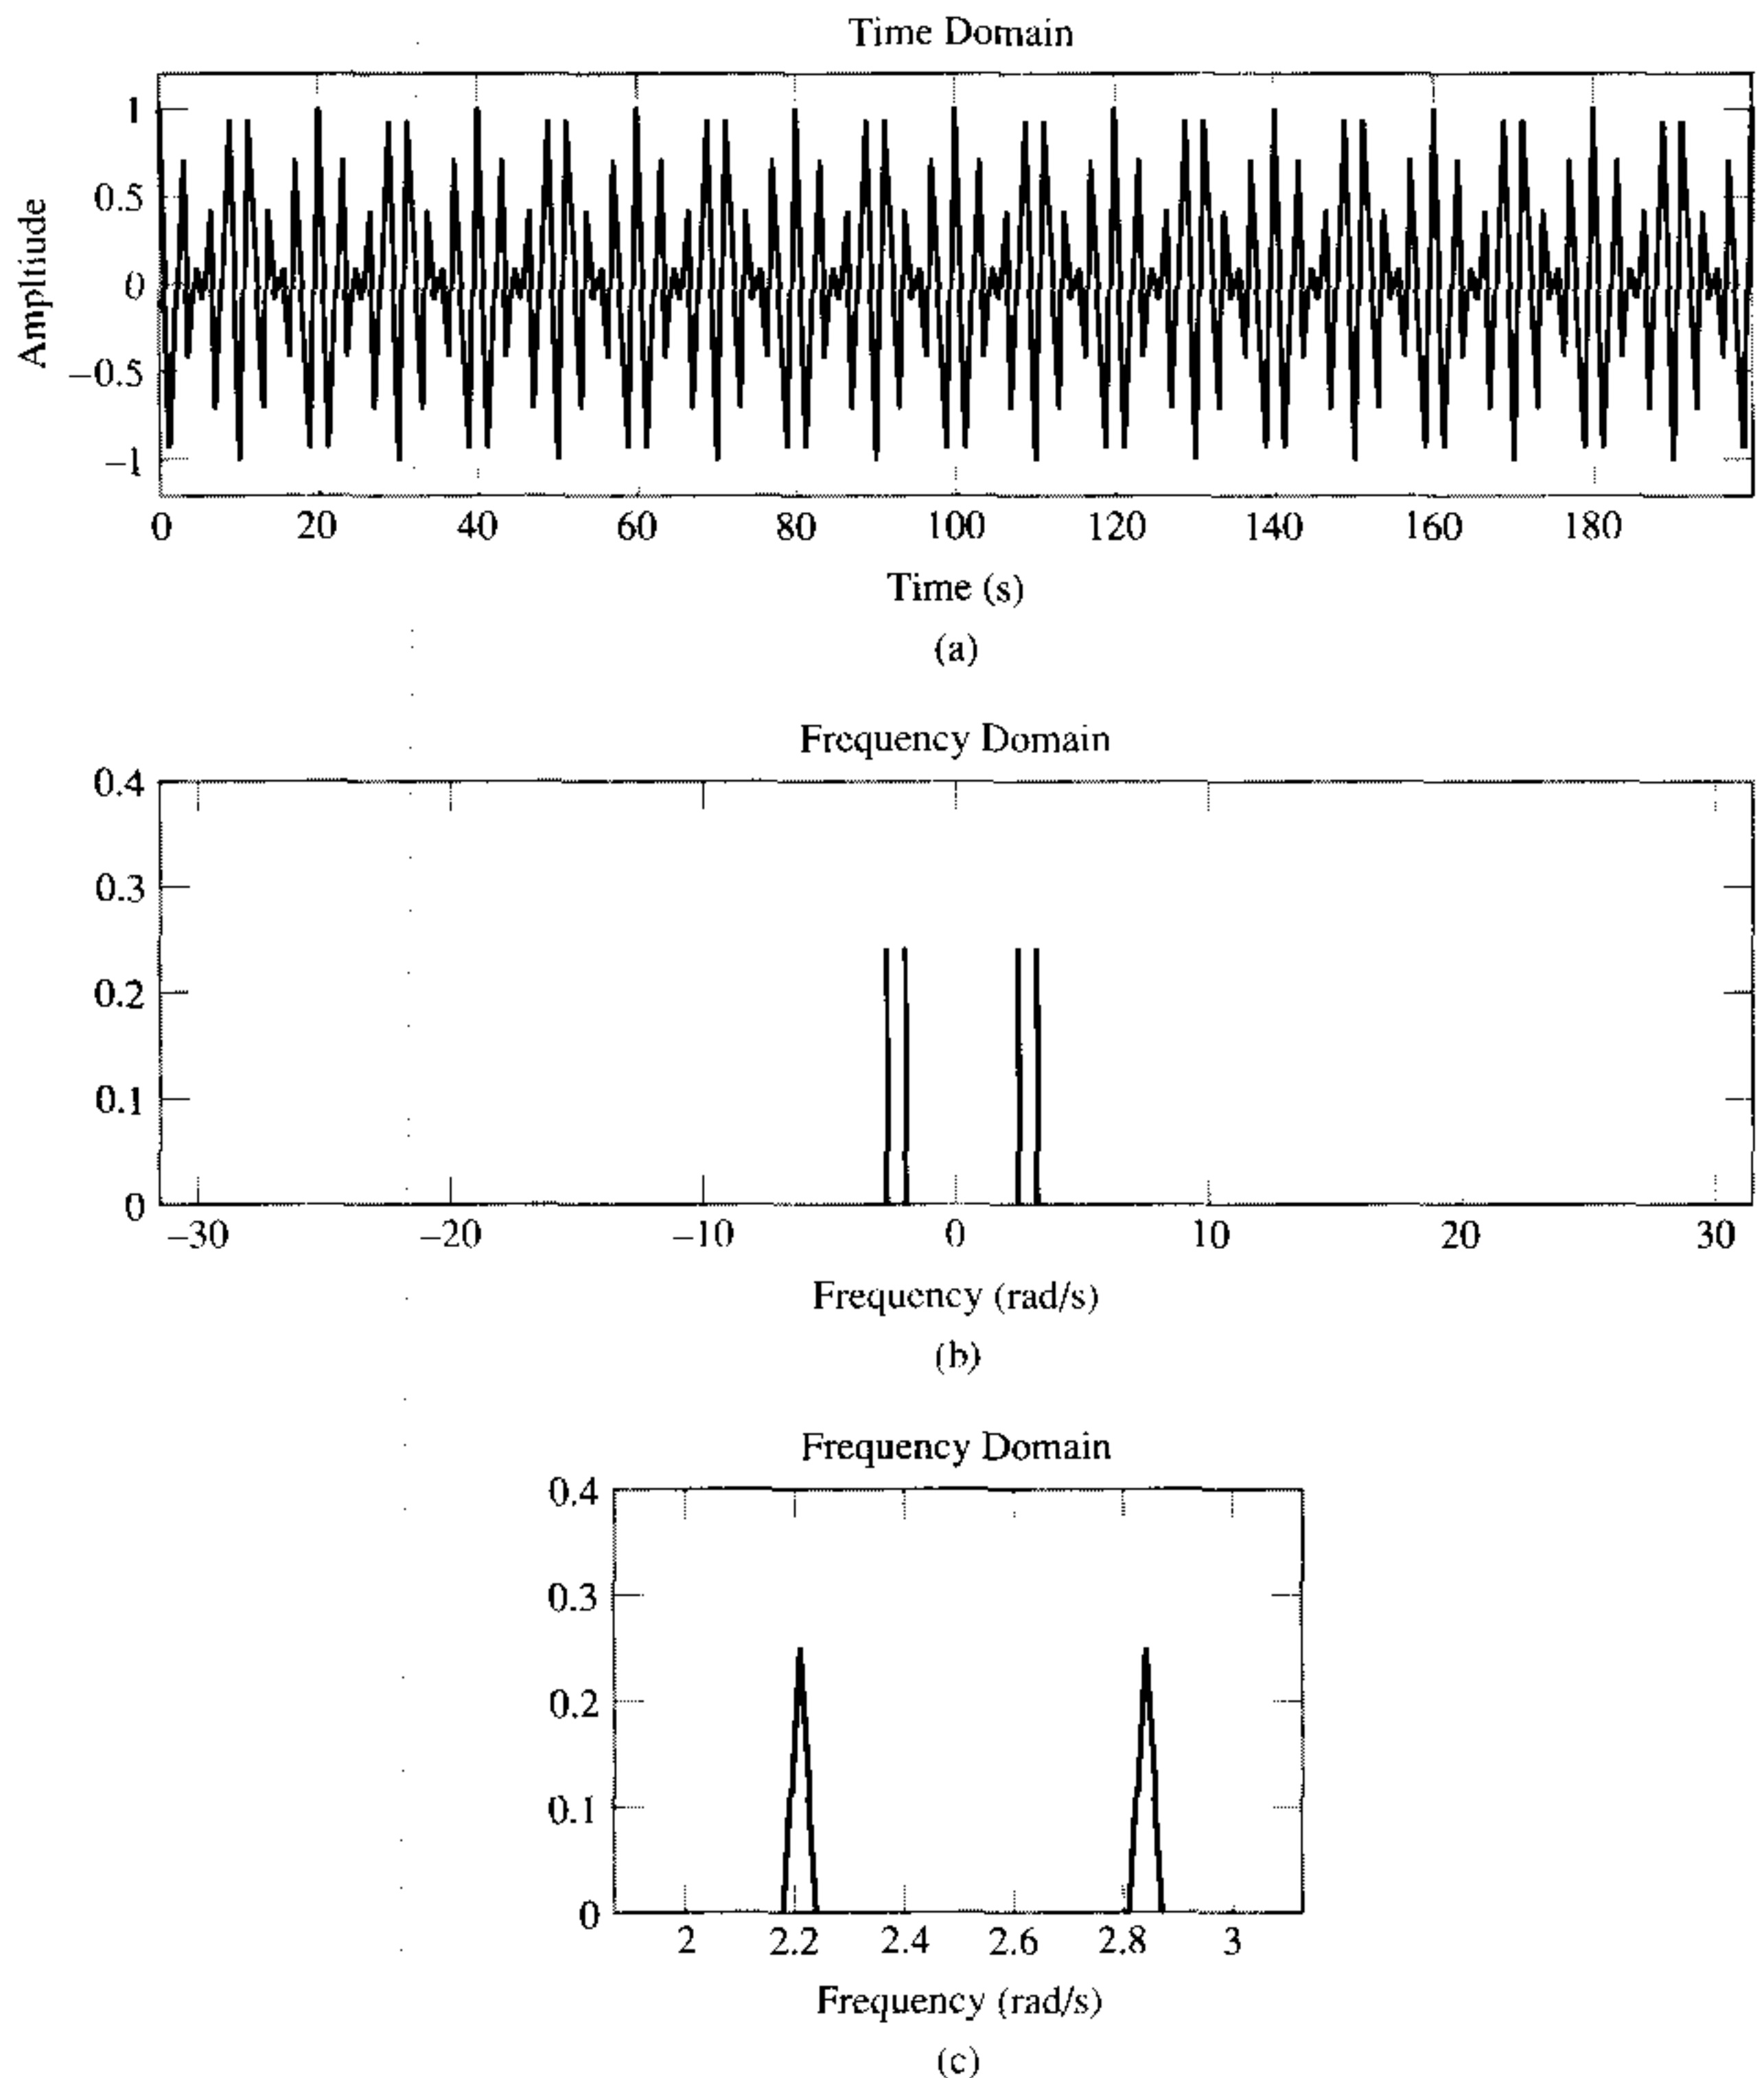 Time Domain
Ampltiude
1
0.5
0
−0.5
−1
0 20 40 60 80 100 120 140 160 180
Time (s)
(a)
Frequency Domain
0.4
0.3
0.2
0.1
0
−30 −20 −10 0 10 20 30
Frequency (rad/s)
(b)
Frequency Domain
0.4
0.3
0.2
0.1
0
2 2.2 2.4 2.6 2.8 3
Frequency (rad/s)
(c)